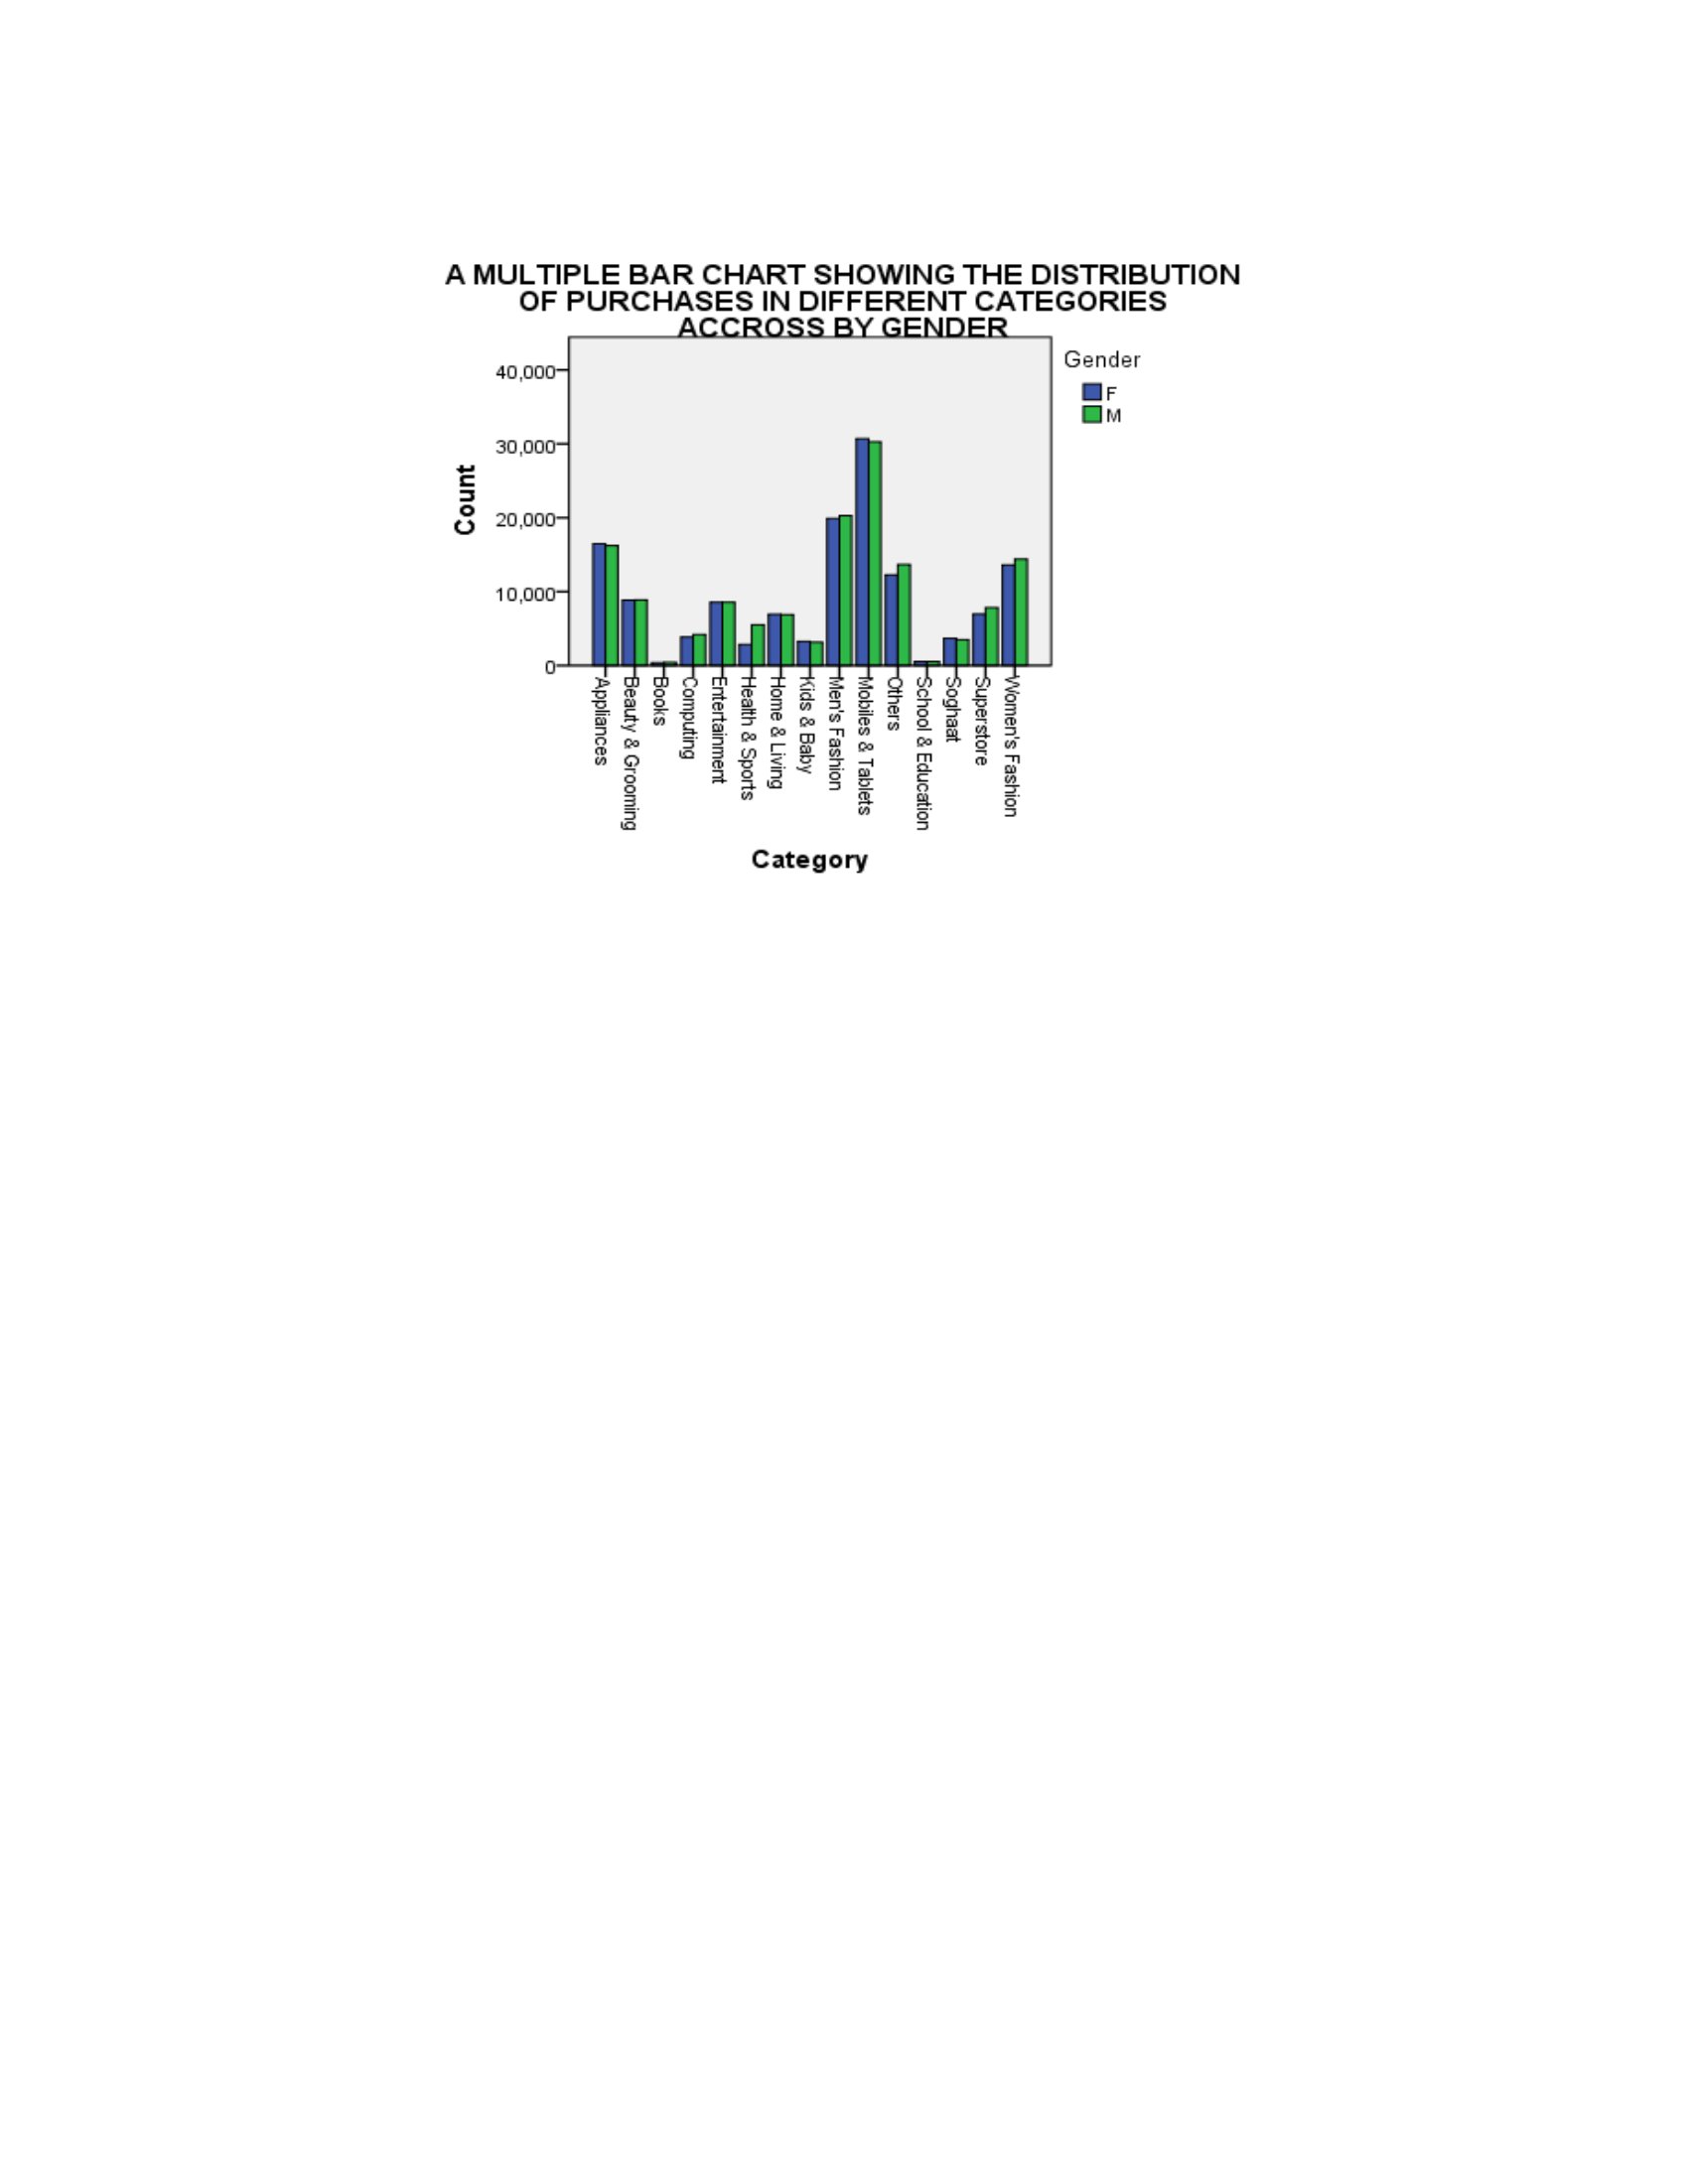 A MULTIPLE BAR CHART SHOWING THE DISTRIBUTION
OF PURCHASES IN DIFFERENT CATEGORIES
ACCROSS BY GENDER
Gender
F
M
Count
40,000
30,000
20,000
10,000
0
Appliances
Beauty & Grooming
Books
Computing
Entertainment
Health & Sports
Home & Living
Kids & Baby
Men's Fashion
Mobiles & Tablets
Others
School & Education
Soghaat
Superstore
Women's Fashion
Category